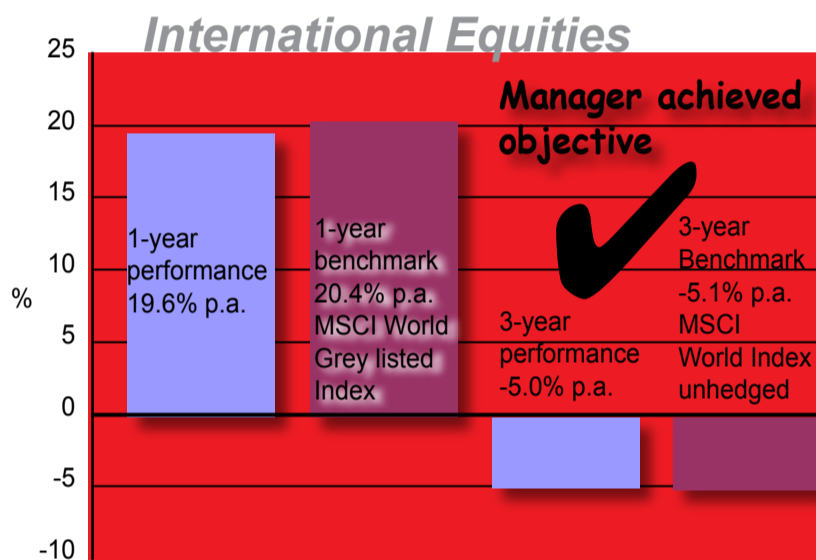 International Equities
25
20
15
10
%
5
0
-5
-10
Manager achieved
objective
1-year
performance
19.6% p.a.
1-year
benchmark
20.4% p.a.
MSCI World
Grey listed
Index
3-year
performance
-5.0% p.a.
3-year
Benchmark
-5.1% p.a.
MSCI
World Index
unhedged